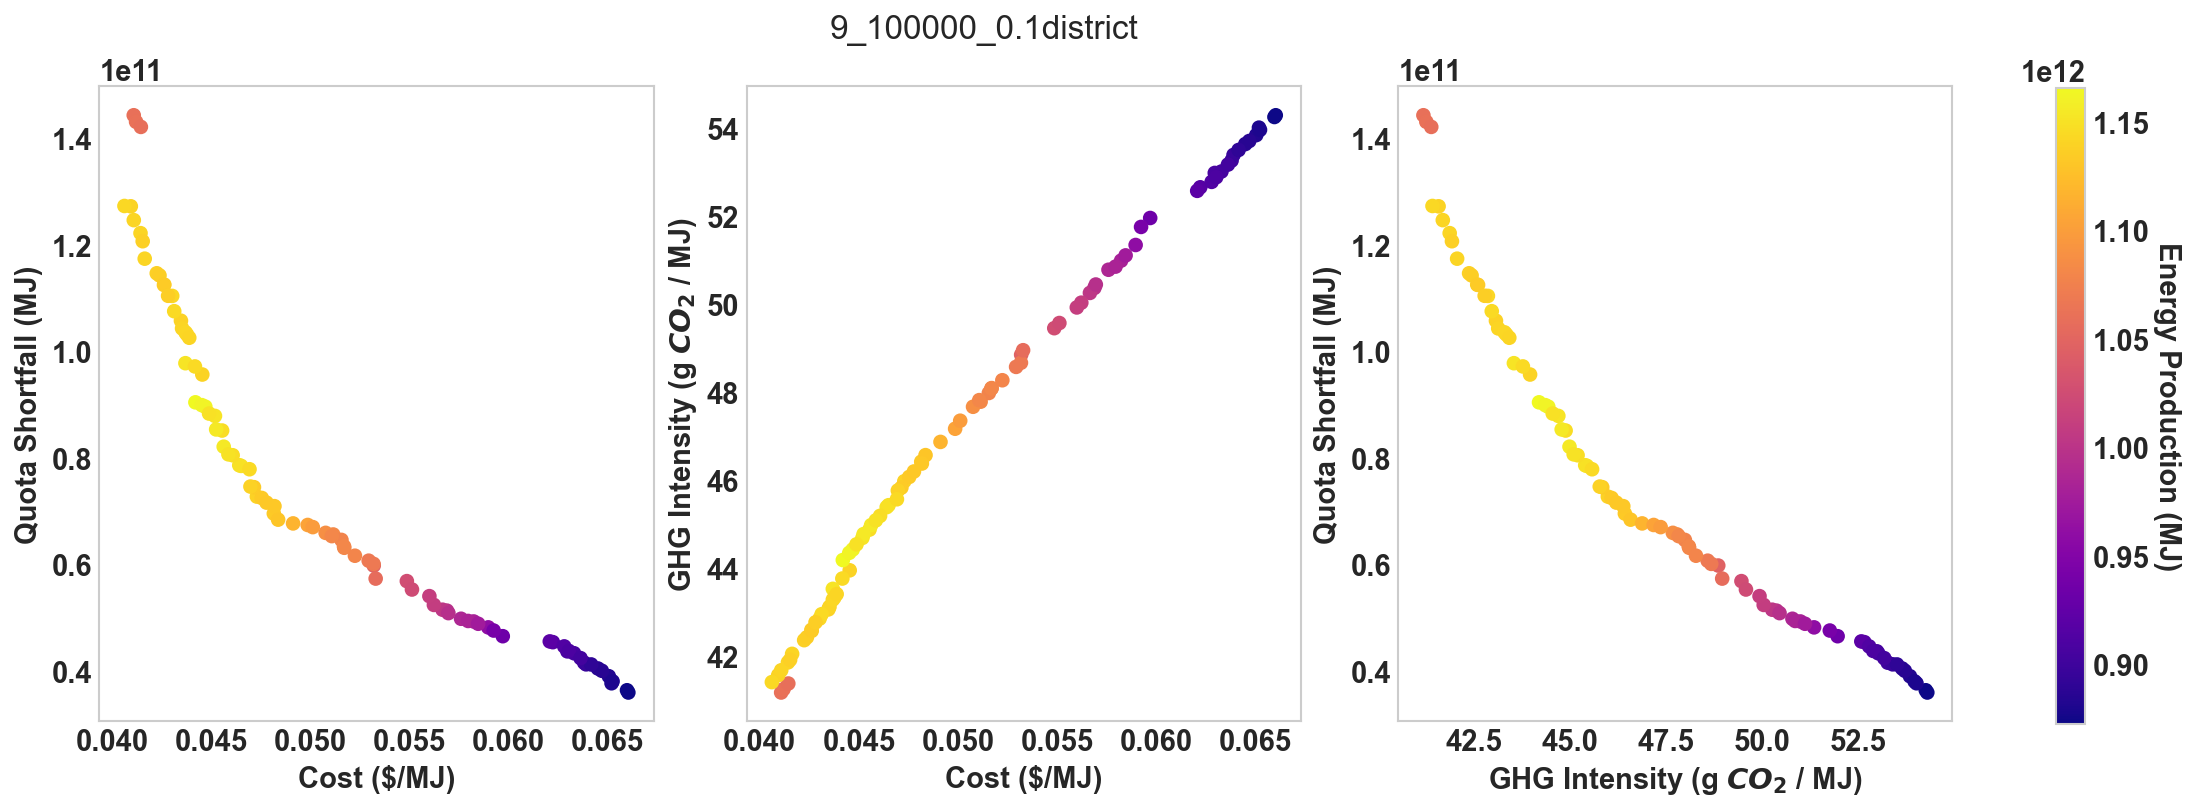 9_100000_0.1district
1e11
1.4
1.2
1.0
0.8
0.6
0.4
Quota Shortfall (MJ)
0.040 0.045 0.050 0.055 0.060 0.065
Cost ($/MJ)
54
52
50
48
46
44
42
GHG Intensity (g CO₂ / MJ)
0.040 0.045 0.050 0.055 0.060 0.065
Cost ($/MJ)
1e11
1.4
1.2
1.0
0.8
0.6
0.4
Quota Shortfall (MJ)
42.5 45.0 47.5 50.0 52.5
GHG Intensity (g CO₂ / MJ)
1e12
1.15
1.10
1.05
1.00
0.95
0.90
Energy Production (MJ)